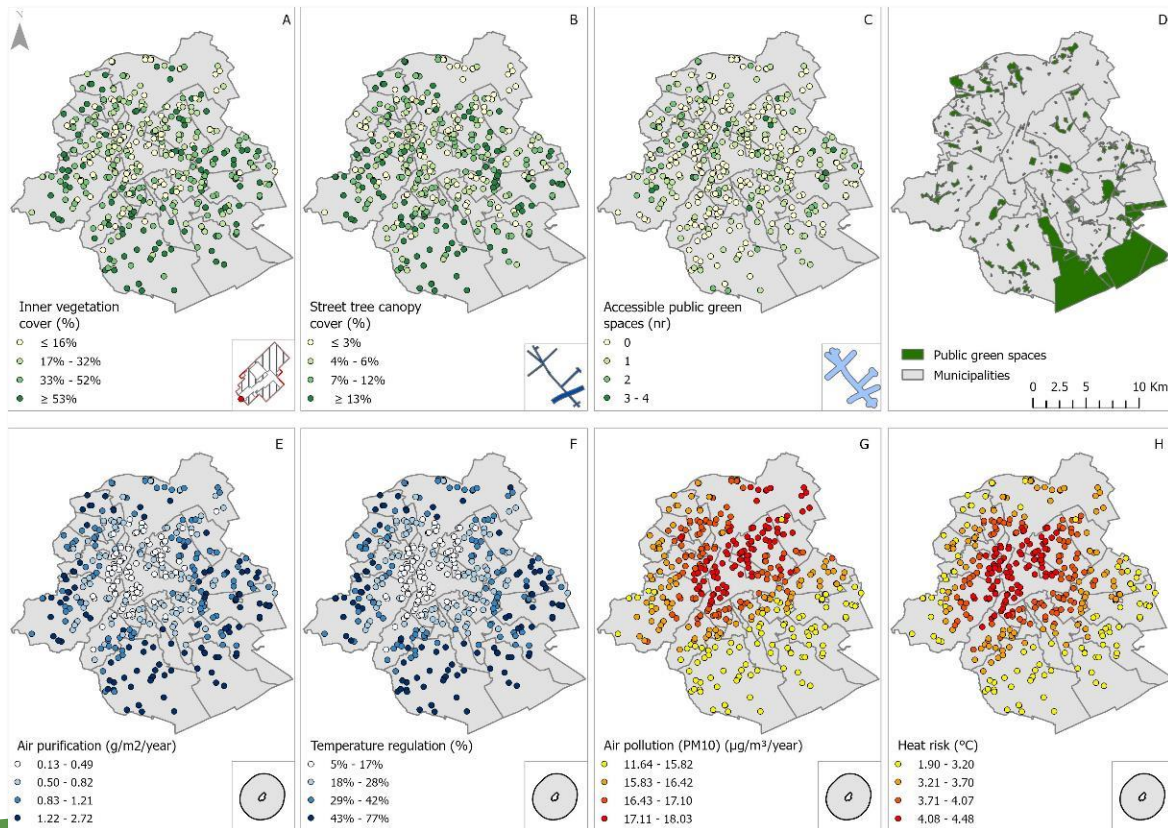 N
A
Inner vegetation
cover (%)
≤ 16%
17% - 32%
33% - 52%
≥ 53%
B
Street tree canopy
cover (%)
≤ 3%
4% - 6%
7% - 12%
≥ 13%
C
Accessible public green
spaces (nr)
0
1
2
3 - 4
D
Public green spaces
Municipalities
0 2.5 5 10 Km
E
Air purification (g/m2/year)
0.13 - 0.49
0.50 - 0.82
0.83 - 1.21
1.22 - 2.72
F
Temperature regulation (%)
5% - 17%
18% - 28%
29% - 42%
43% - 77%
G
Air pollution (PM10) (µg/m³/year)
11.64 - 15.82
15.83 - 16.42
16.43 - 17.10
17.11 - 18.03
H
Heat risk (°C)
1.90 - 3.20
3.21 - 3.70
3.71 - 4.07
4.08 - 4.48